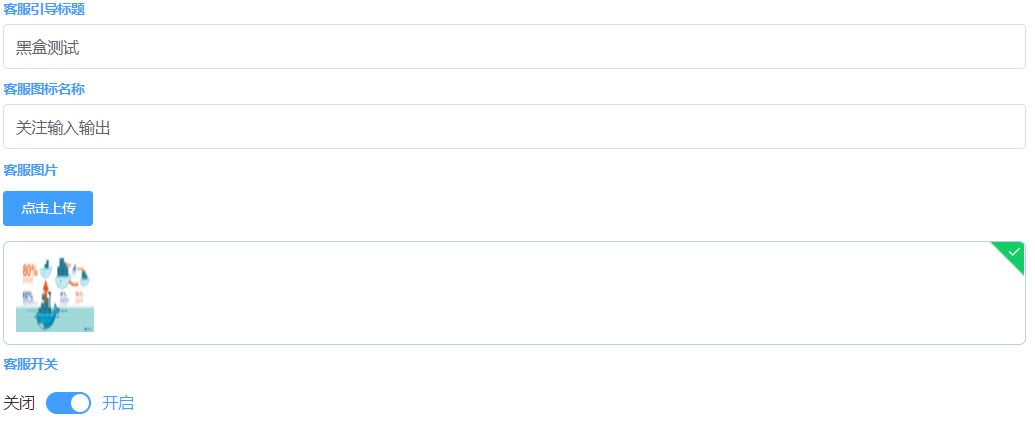 客服引导标题
黑盒测试
客服图标名称
关注输入输出
客服图片
点击上传
80%
客服开关
关闭 开启